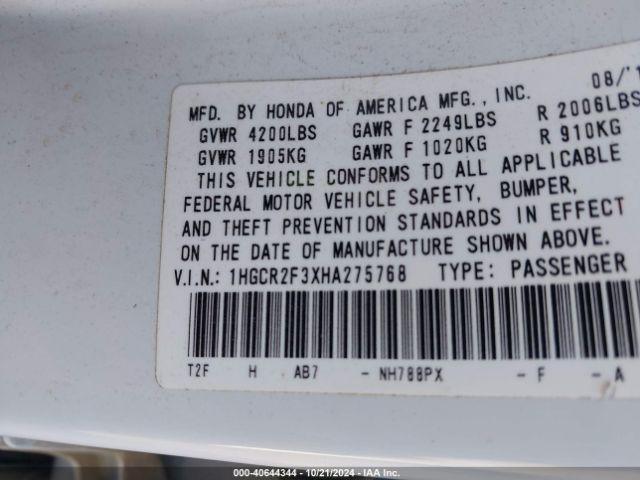 08/'1
MFD. BY HONDA OF AMERICA MFG., INC.
GVWR 4200LBS GAWR F 2249LBS R 2006LBS
GVWR 1905KG GAWR F 1020KG R 910KG
THIS VEHICLE CONFORMS TO ALL APPLICABLE
FEDERAL MOTOR VEHICLE SAFETY, BUMPER,
AND THEFT PREVENTION STANDARDS IN EFFECT
ON THE DATE OF MANUFACTURE SHOWN ABOVE.
V.I.N.: 1HGCR2F3XHA275768 TYPE: PASSENGER
T2F H AB7 - NH788PX - F - A
000-40644344 | 10/21/2024 | IAA Inc.